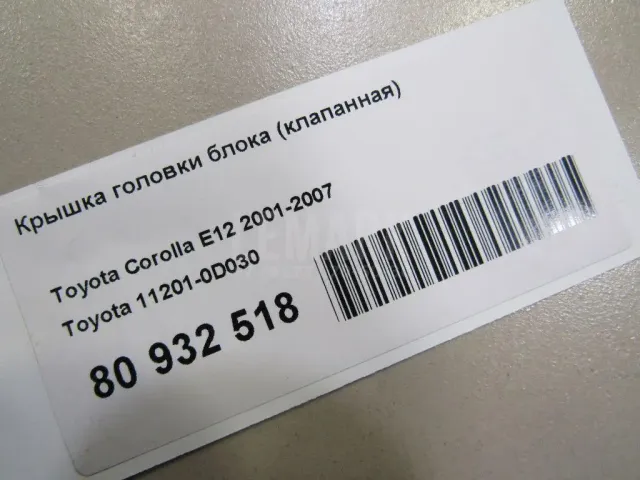 Крышка головки блока (клапанная)
Toyota Corolla E12 2001-2007
Toyota 11201-0D030
80 932 518